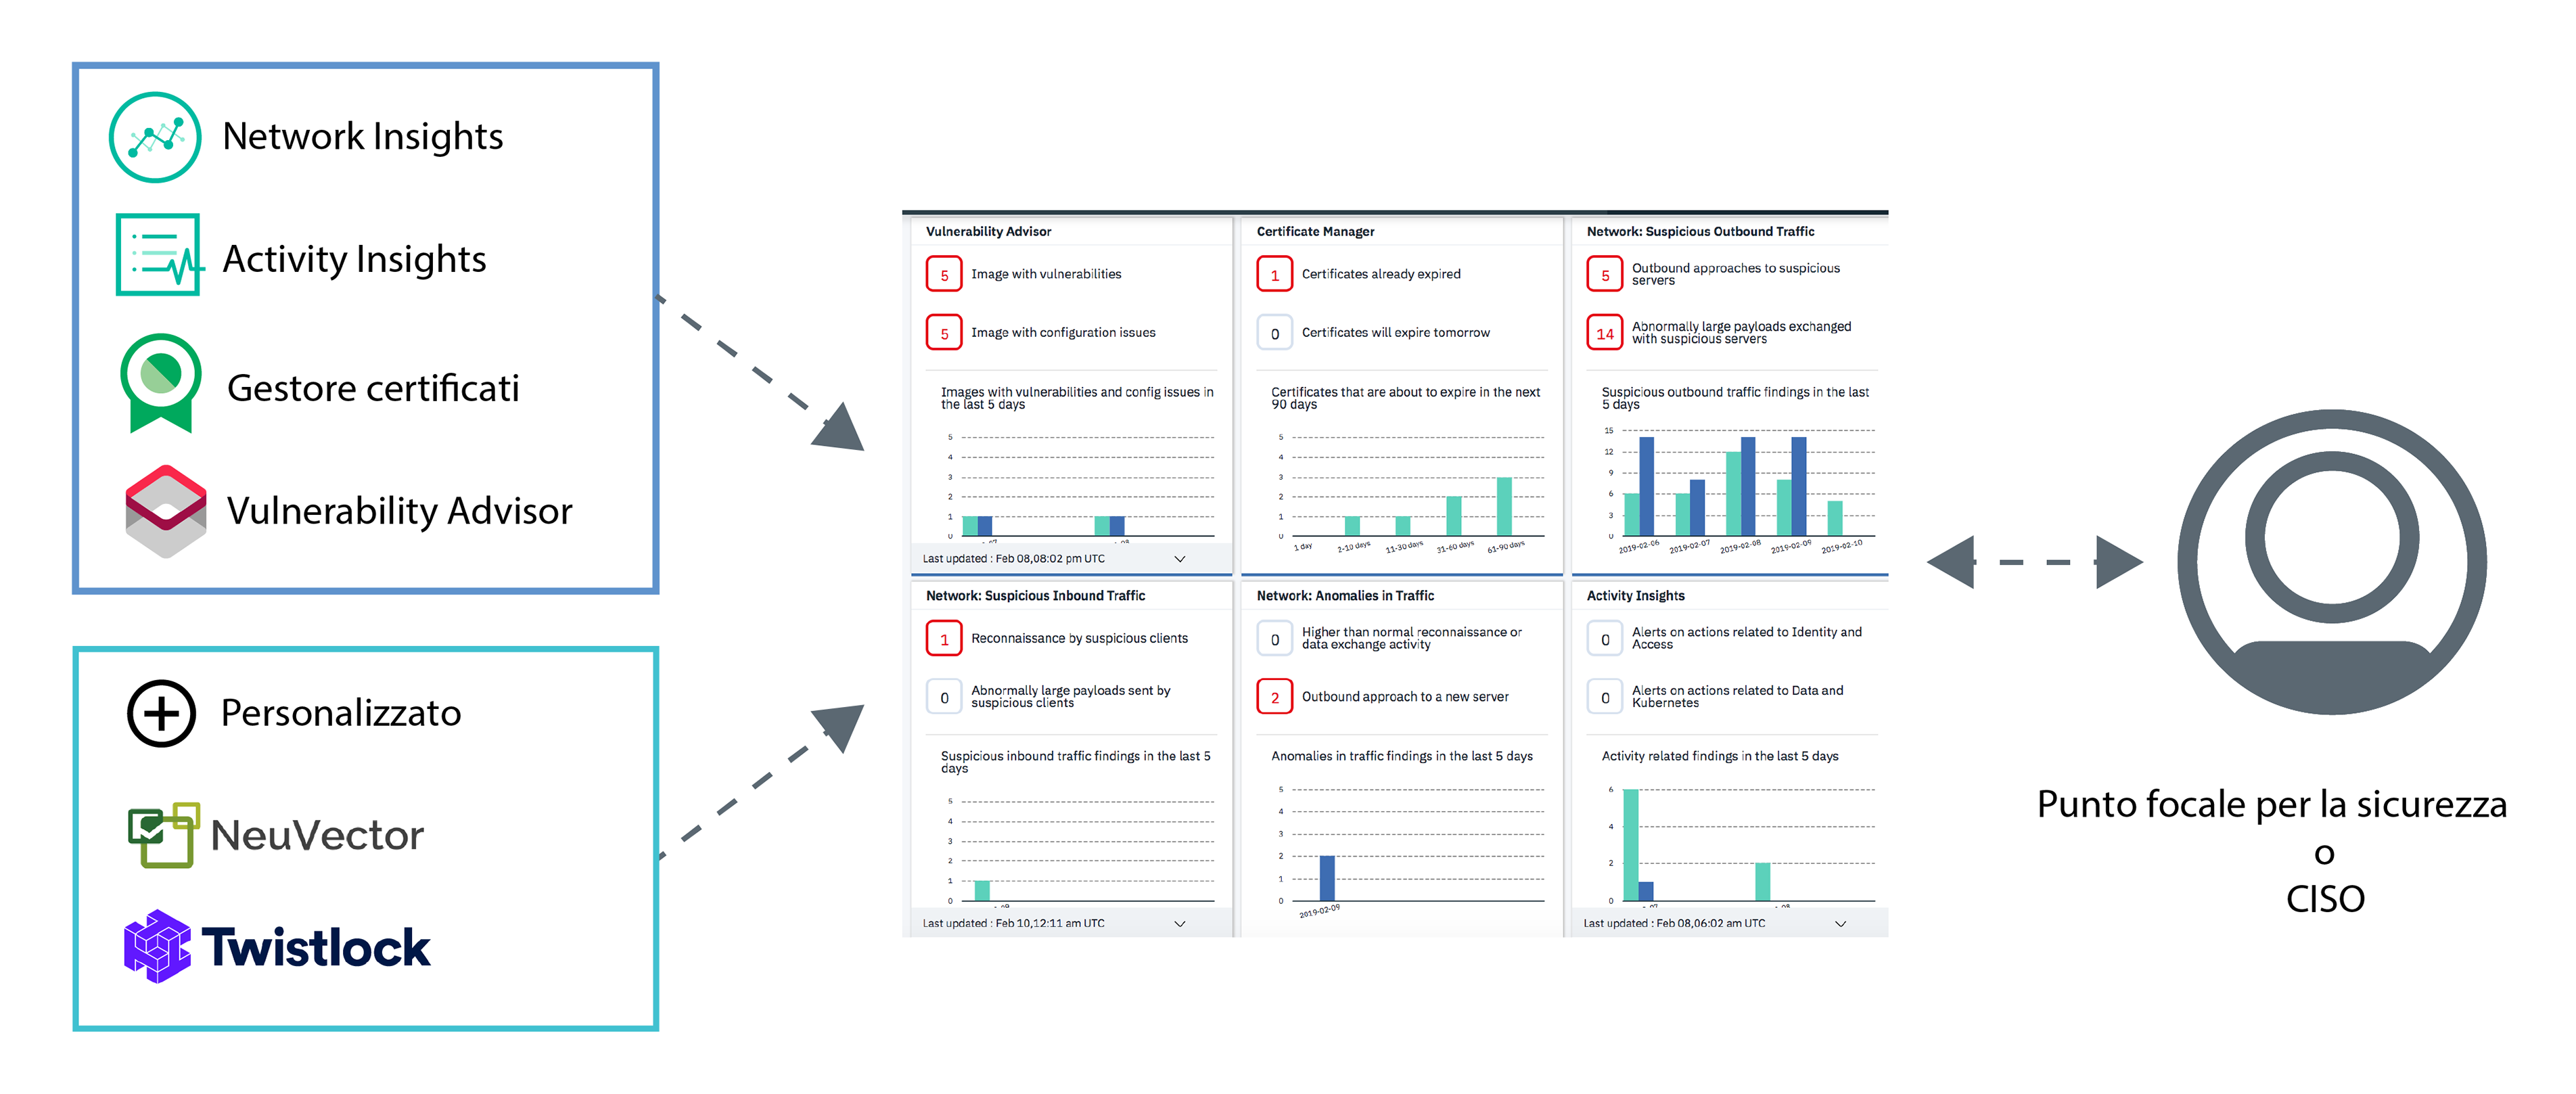 Network Insights
Activity Insights
Gestore certificati
Vulnerability Advisor
Personalizzato
NeuVector
Twistlock
Vulnerability Advisor
5
Image with vulnerabilities
5
Image with configuration issues
Images with vulnerabilities and config issues in
the last 5 days
5
4
3
2
1
0
Last updated : Feb 08,08:02 pm UTC
Certificate Manager
1
Certificates already expired
0
Certificates will expire tomorrow
Certificates that are about to expire in the next
90 days
5
4
3
2
1
0
1 day
2-10 days
11-30 days
31-60 days
61-90 days
Network: Suspicious Outbound Traffic
5
Outbound approaches to suspicious
servers
14
Abnormally large payloads exchanged
with suspicious servers
Suspicious outbound traffic findings in the last
5 days
15
12
9
6
3
0
2019-02-06
2019-02-07
2019-02-08
2019-02-09
2019-02-10
Network: Suspicious Inbound Traffic
1
Reconnaissance by suspicious clients
0
Abnormally large payloads sent by
suspicious clients
Suspicious inbound traffic findings in the last 5
days
5
4
3
2
1
0
Last updated : Feb 10,12:11 am UTC
Network: Anomalies in Traffic
0
Higher than normal reconnaissance or
data exchange activity
2
Outbound approach to a new server
Anomalies in traffic findings in the last 5 days
5
4
3
2
1
0
2019-02-09
Activity Insights
0
Alerts on actions related to Identity and
Access
0
Alerts on actions related to Data and
Kubernetes
Activity related findings in the last 5 days
6
4
2
0
Last updated : Feb 08,06:02 am UTC
Punto focale per la sicurezza
o
CISO